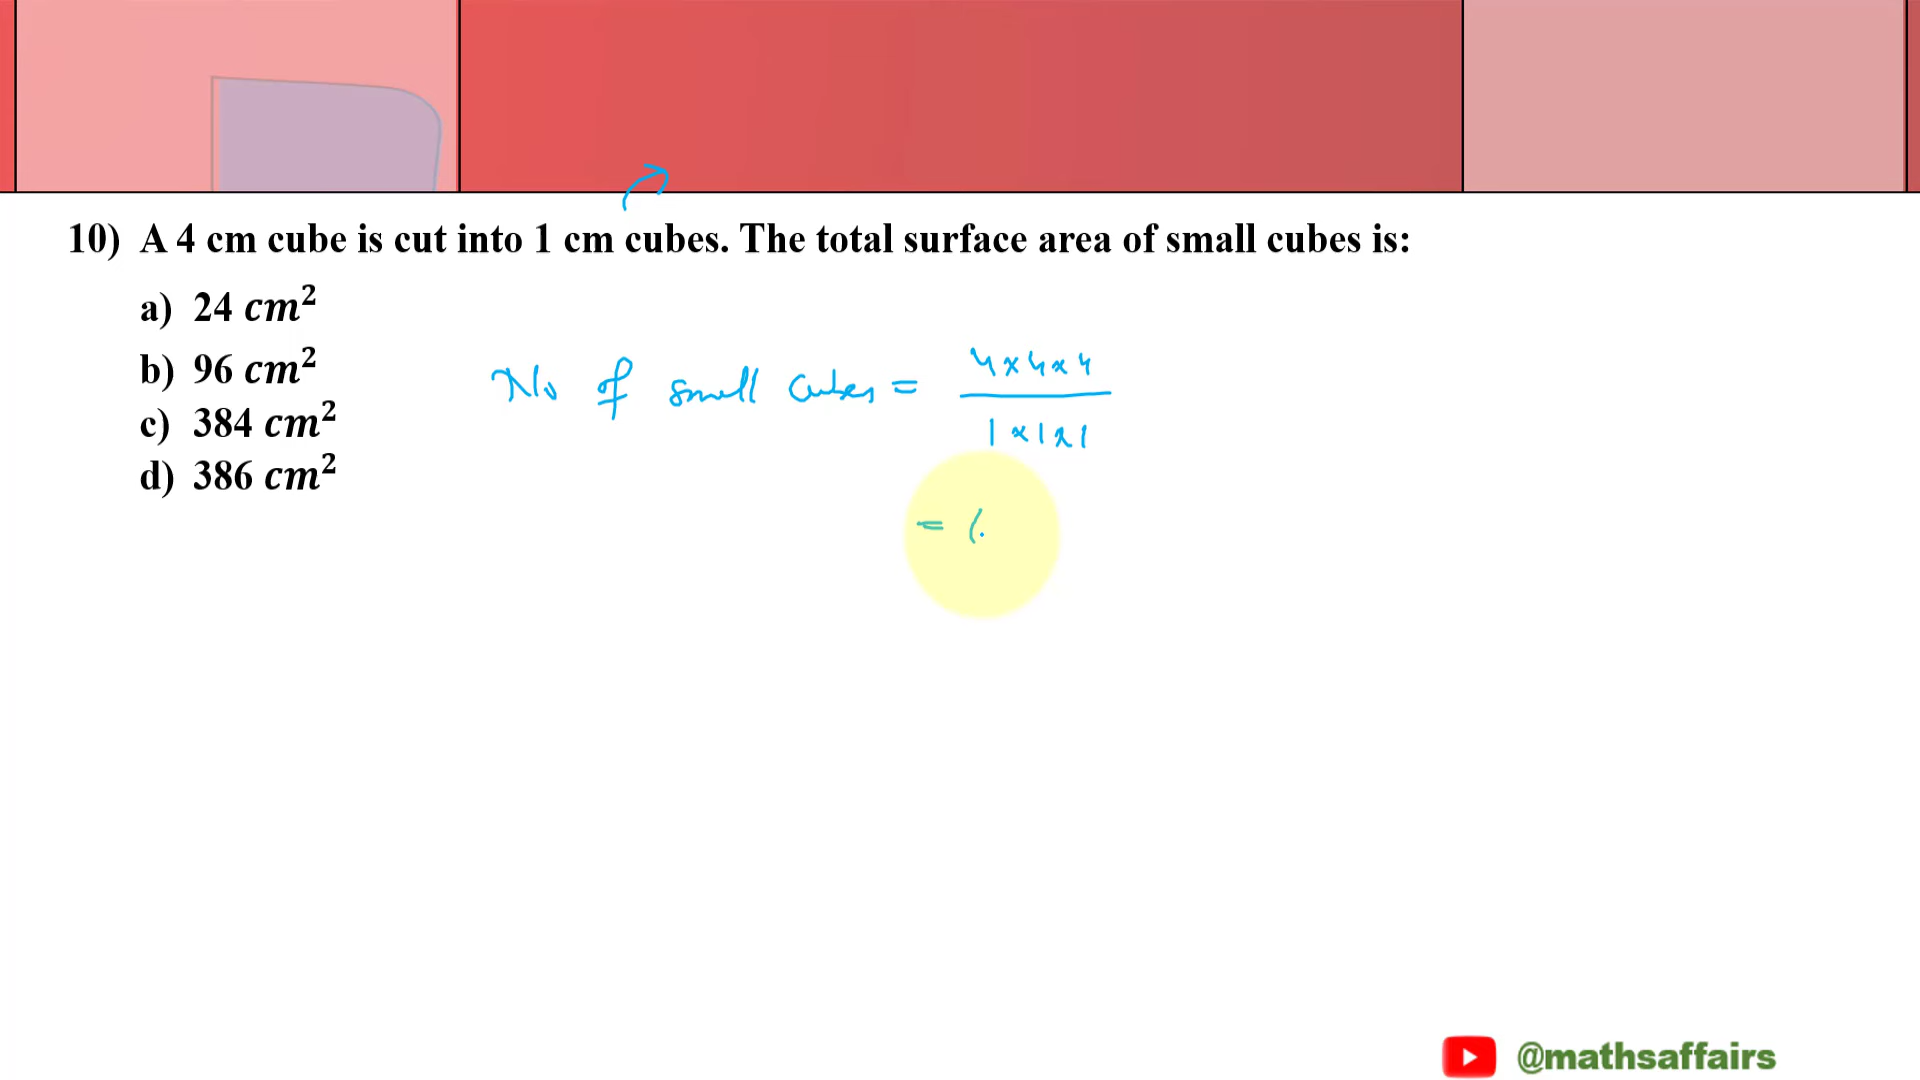 10) A 4 cm cube is cut into 1 cm cubes. The total surface area of small cubes is:
a) 24 cm²
b) 96 cm²
c) 384 cm²
d) 386 cm²
No of small cubes = 4×4×4
1×1×1
=
@mathsaffairs